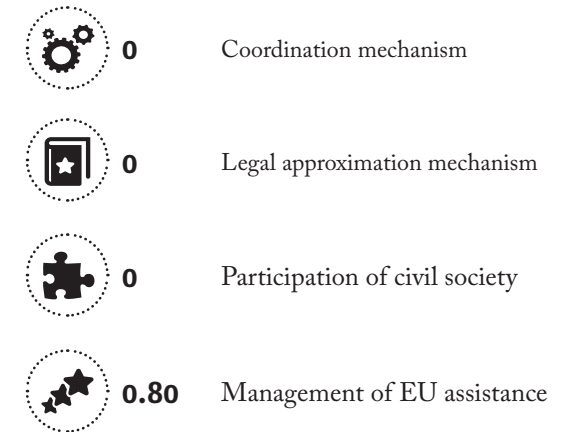 0 Coordination mechanism
0 Legal approximation mechanism
0 Participation of civil society
0.80 Management of EU assistance